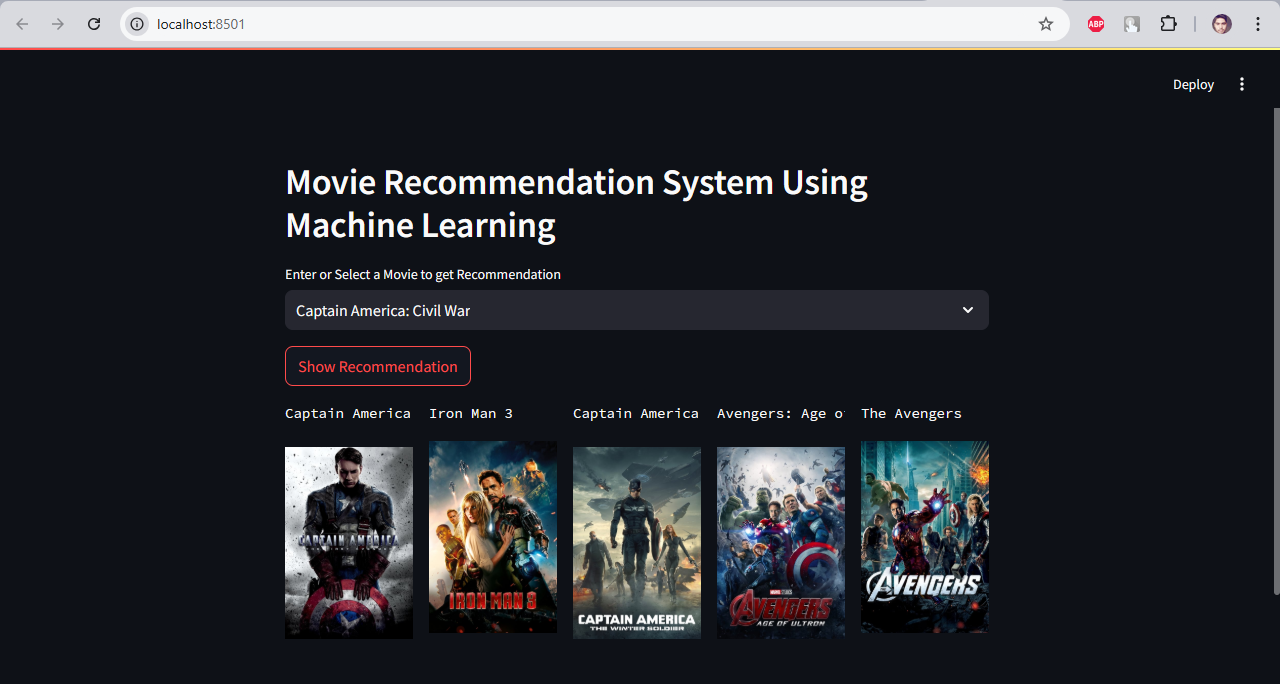 localhost:8501
ABP
Deploy
Movie Recommendation System Using
Machine Learning
Enter or Select a Movie to get Recommendation
Captain America: Civil War
Show Recommendation
Captain America
Iron Man 3
Captain America
Avengers: Age o
The Avengers
CAPTAIN AMERICA
IRON MAN 3
CAPTAIN AMERICA
THE WINTER SOLDIER
MARVEL STUDIOS
AVENGERS
AGE OF ULTRON
AVENGERS